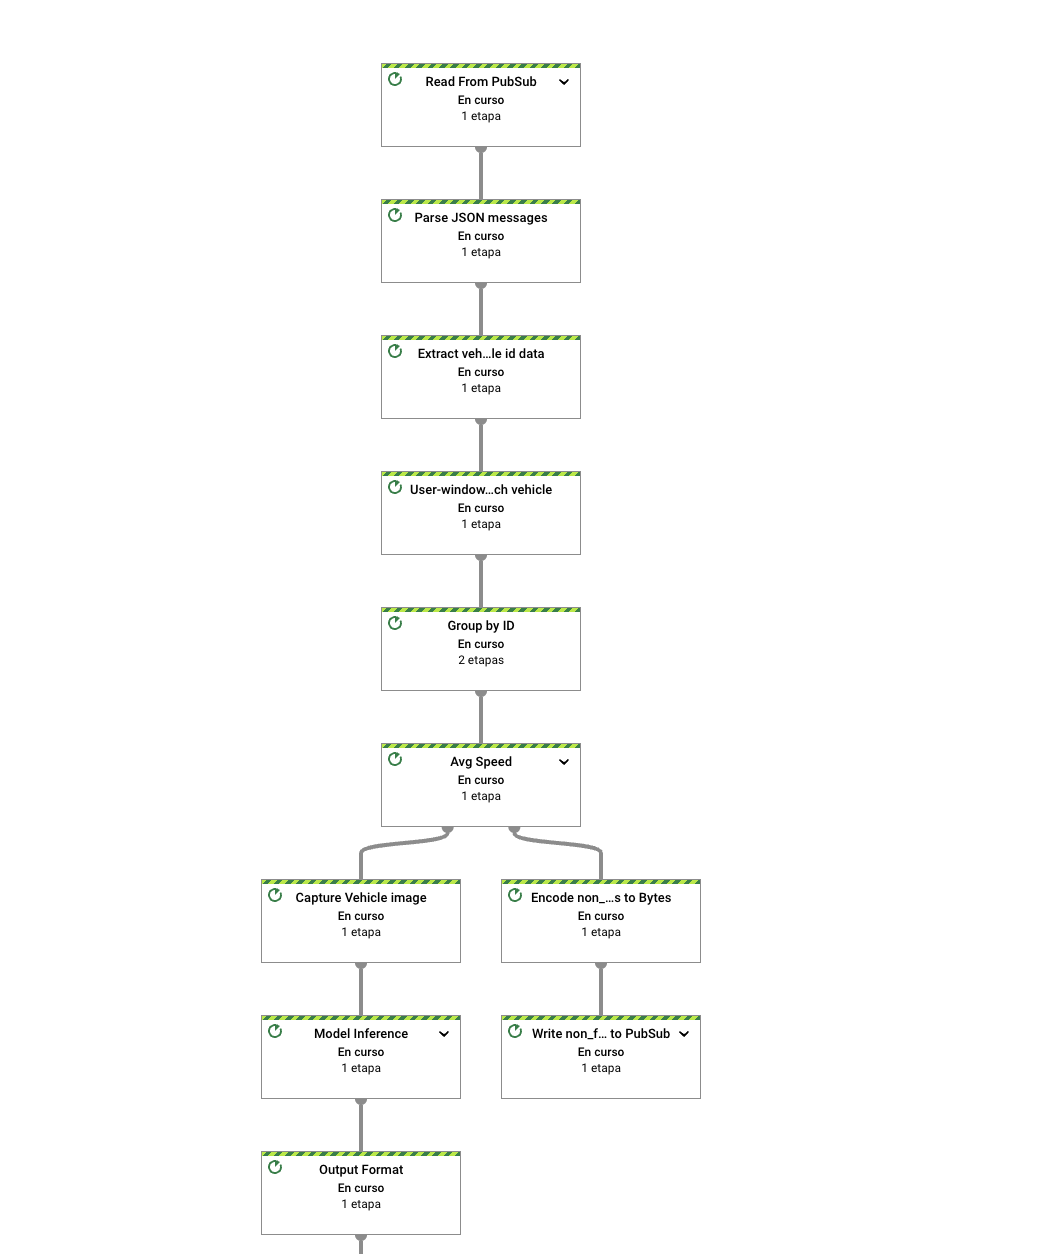 Read From PubSub
En curso
1 etapa
Parse JSON messages
En curso
1 etapa
Extract veh...le id data
En curso
1 etapa
User-window...ch vehicle
En curso
1 etapa
Group by ID
En curso
2 etapas
Avg Speed
En curso
1 etapa
Capture Vehicle image
En curso
1 etapa
Encode non_...s to Bytes
En curso
1 etapa
Model Inference
En curso
1 etapa
Write non_f... to PubSub
En curso
1 etapa
Output Format
En curso
1 etapa